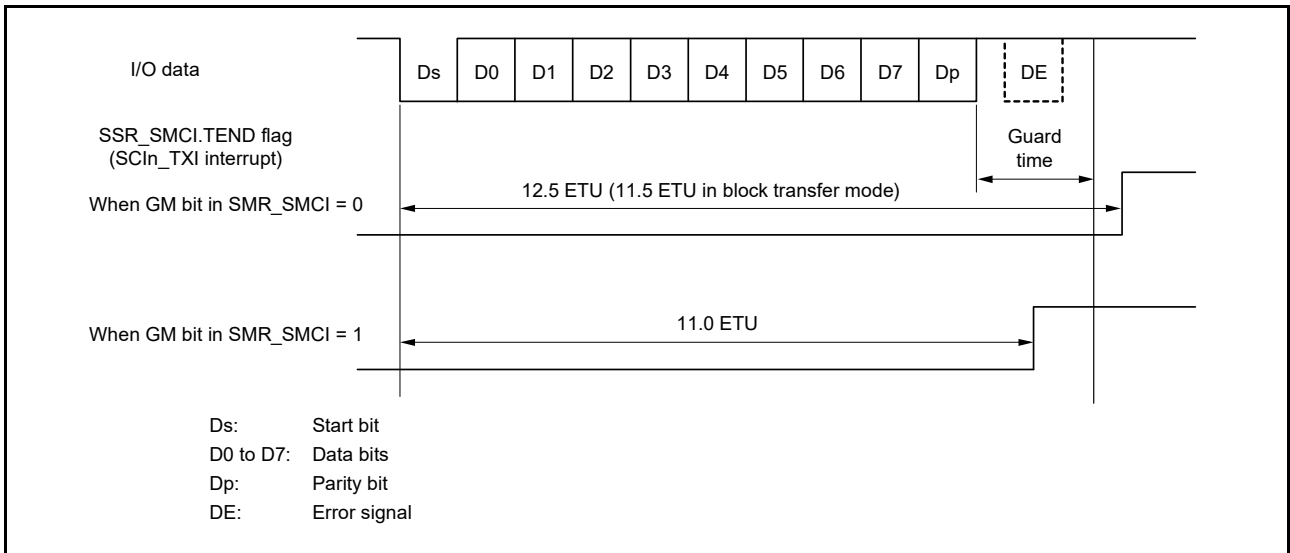 I/O data
Ds D0 D1 D2 D3 D4 D5 D6 D7 Dp DE
SSR_SMCI.TEND flag
(SCIn_TXI interrupt)
Guard
time
When GM bit in SMR_SMCI = 0
12.5 ETU (11.5 ETU in block transfer mode)
When GM bit in SMR_SMCI = 1
11.0 ETU
Ds: Start bit
D0 to D7: Data bits
Dp: Parity bit
DE: Error signal